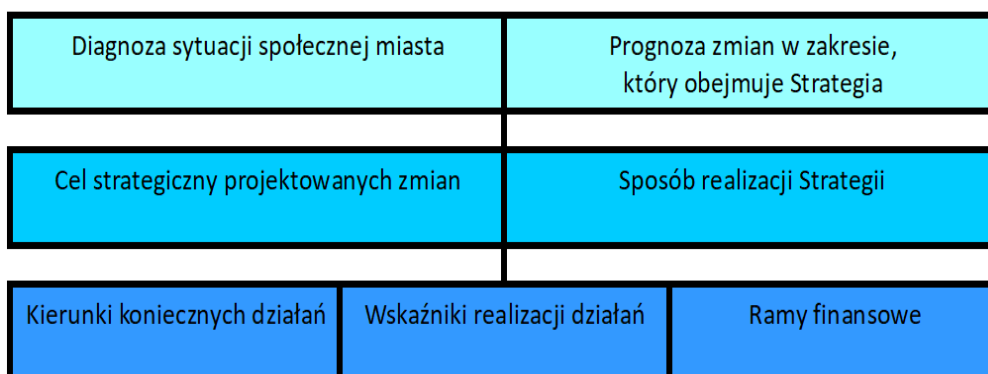 Diagnoza sytuacji społecznej miasta
Prognoza zmian w zakresie,
który obejmuje Strategia
Cel strategiczny projektowanych zmian
Sposób realizacji Strategii
Kierunki koniecznych działań
Wskaźniki realizacji działań
Ramy finansowe